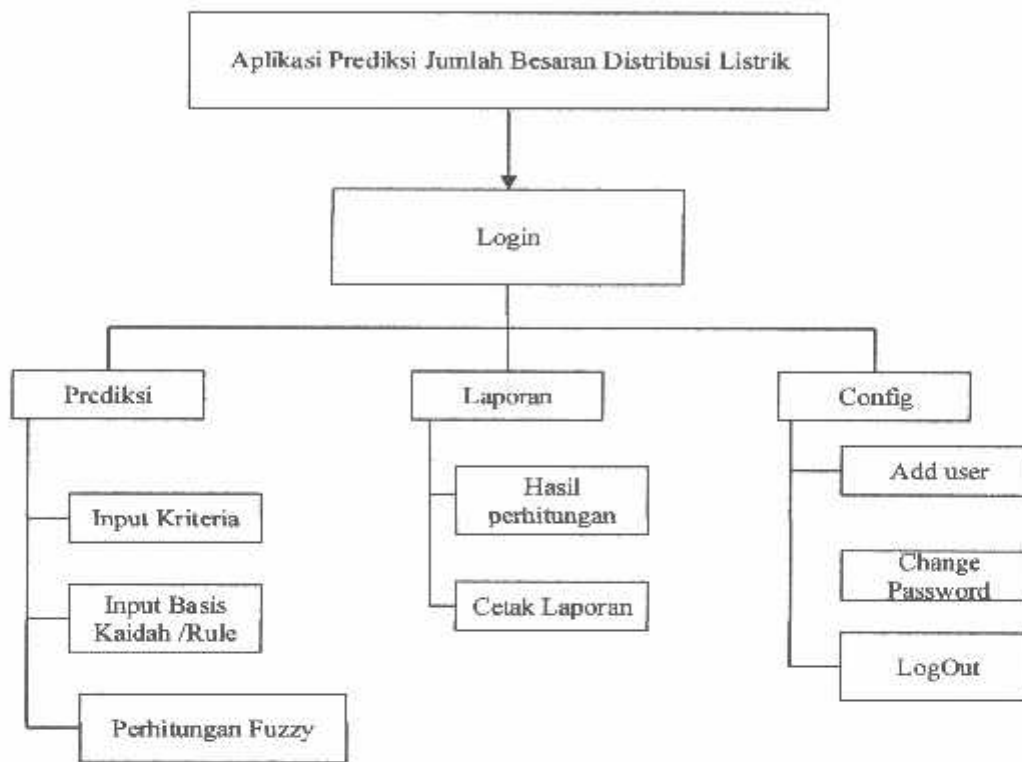 Aplikasi Prediksi Jumlah Besaran Distribusi Listrik
Login
Prediksi
Laporan
Config
Input Kriteria
Input Basis
Kaidah /Rule
Perhitungan Fuzzy
Hasil
perhitungan
Cetak Laporan
Add user
Change
Password
LogOut